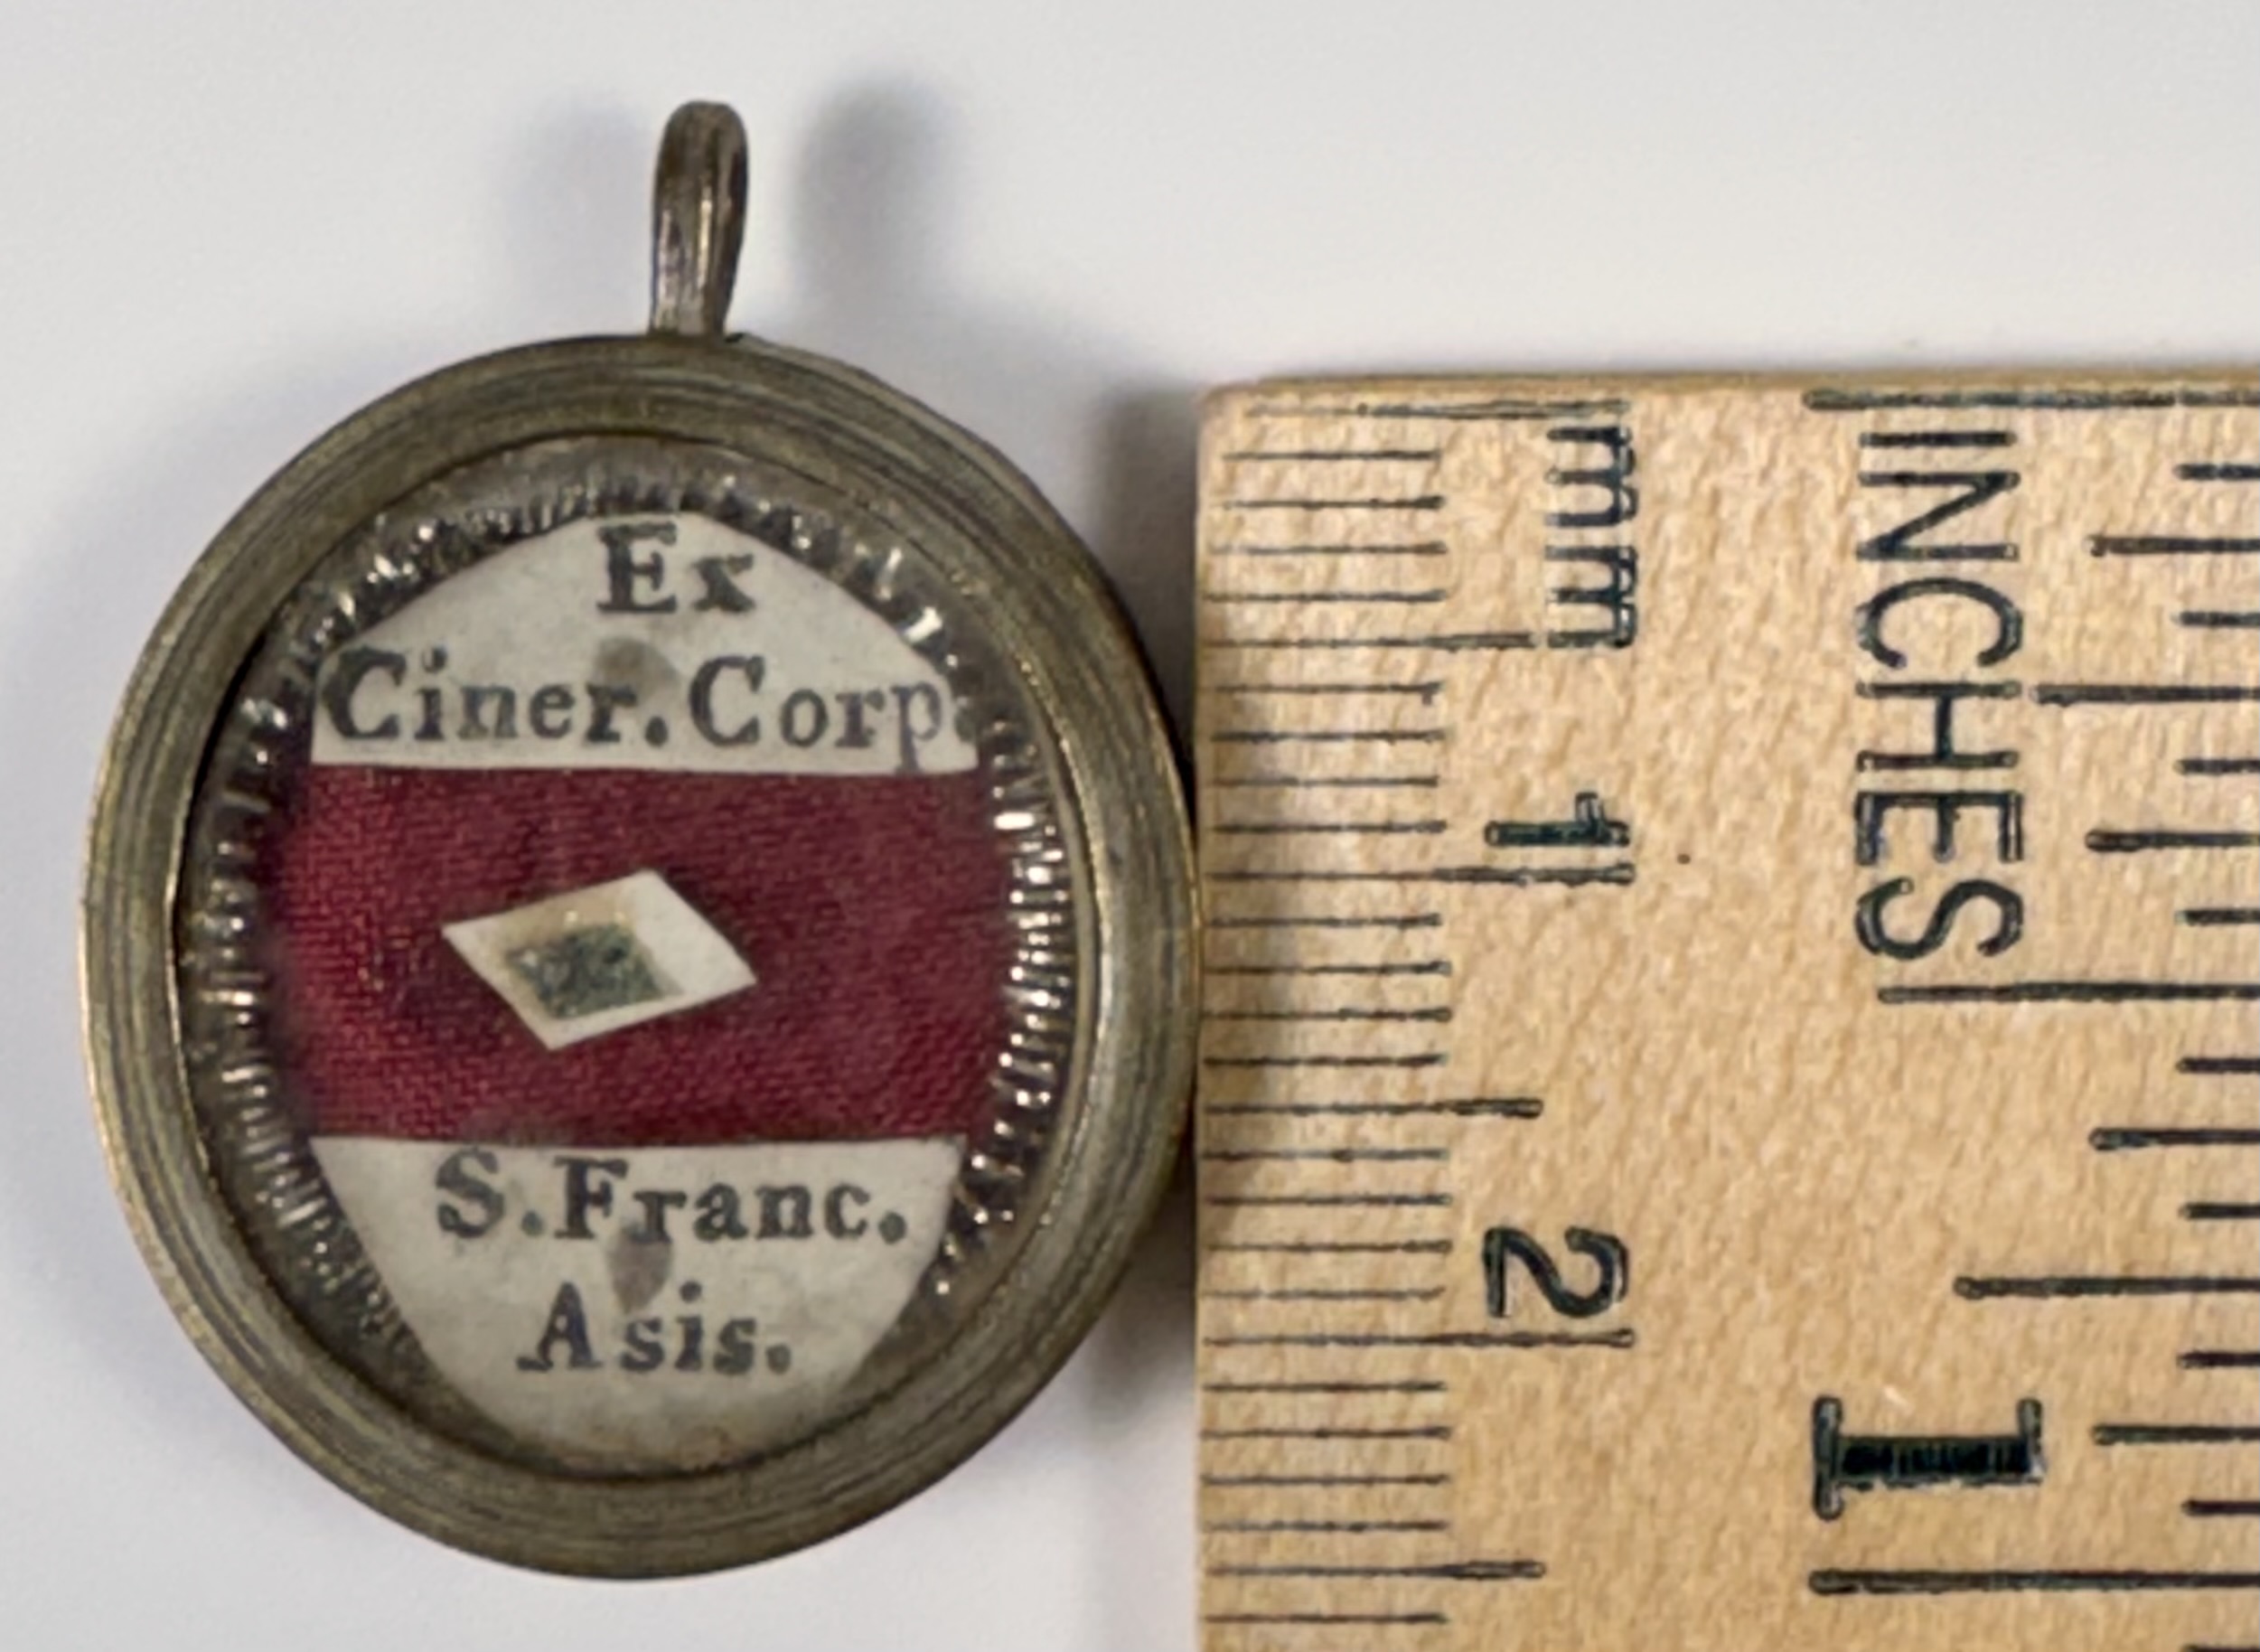 Ex
Ciner. Corp.
S. Franc.
Asis.
mm
1
2
INCHES
1